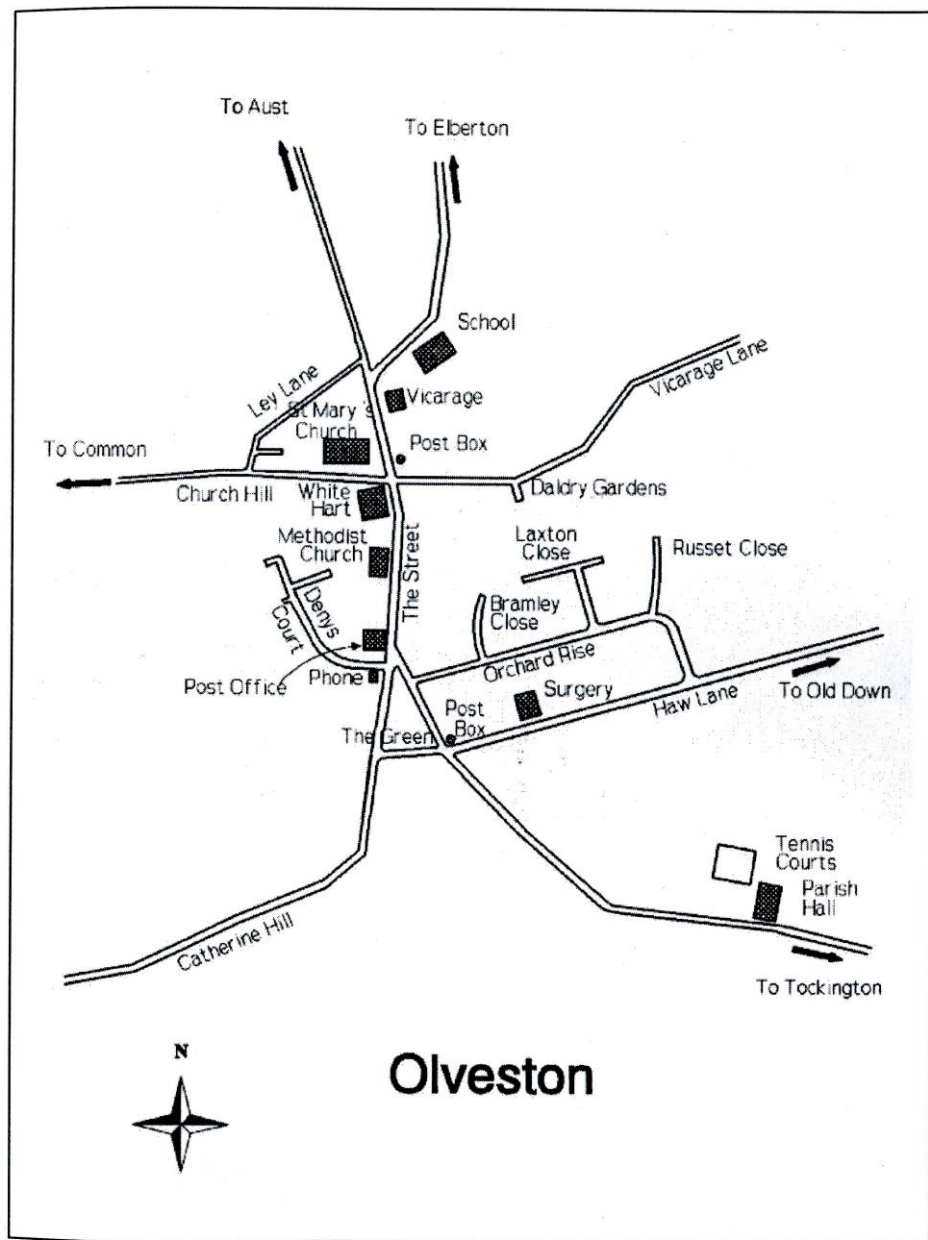 To Aust
To Elberton
School
Ley Lane
Vicarage Lane
Vicarage
St Mary's
Church
To Common
Post Box
Church Hill
White
Hart
Daldry Gardens
Methodist
Church
The Street
Laxton
Close
Russet Close
Denys
Court
Bramley
Close
Orchard Rise
Post Office
Phone
Surgery
To Old Down
Haw Lane
Post
Box
The Green
Tennis
Courts
Parish
Hall
Catherine Hill
To Tockington
N
Olveston